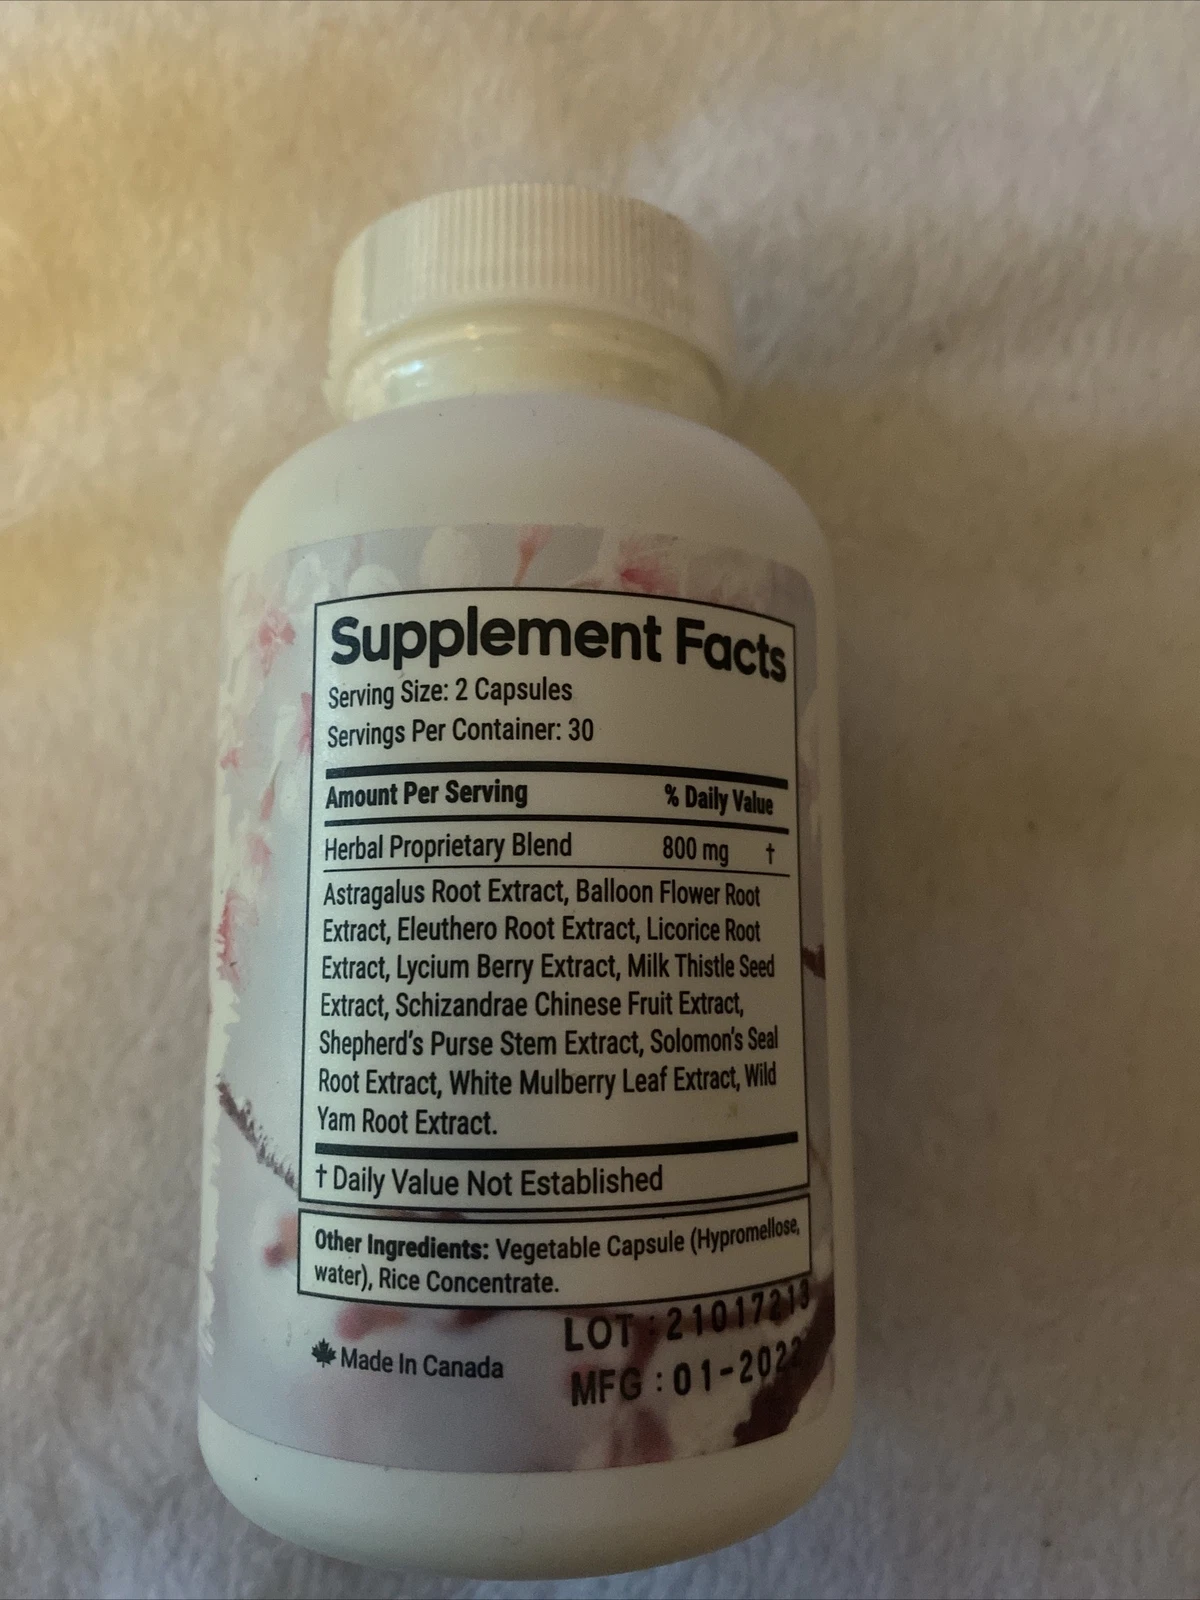 Supplement Facts
Serving Size: 2 Capsules
Servings Per Container: 30
Amount Per Serving % Daily Value
Herbal Proprietary Blend 800 mg †
Astragalus Root Extract, Balloon Flower Root
Extract, Eleuthero Root Extract, Licorice Root
Extract, Lycium Berry Extract, Milk Thistle Seed
Extract, Schizandrae Chinese Fruit Extract,
Shepherd's Purse Stem Extract, Solomon's Seal
Root Extract, White Mulberry Leaf Extract, Wild
Yam Root Extract.
† Daily Value Not Established
Other Ingredients: Vegetable Capsule (Hypromellose,
water), Rice Concentrate.
LOT : 21017213
Made In Canada
MFG : 01-2022